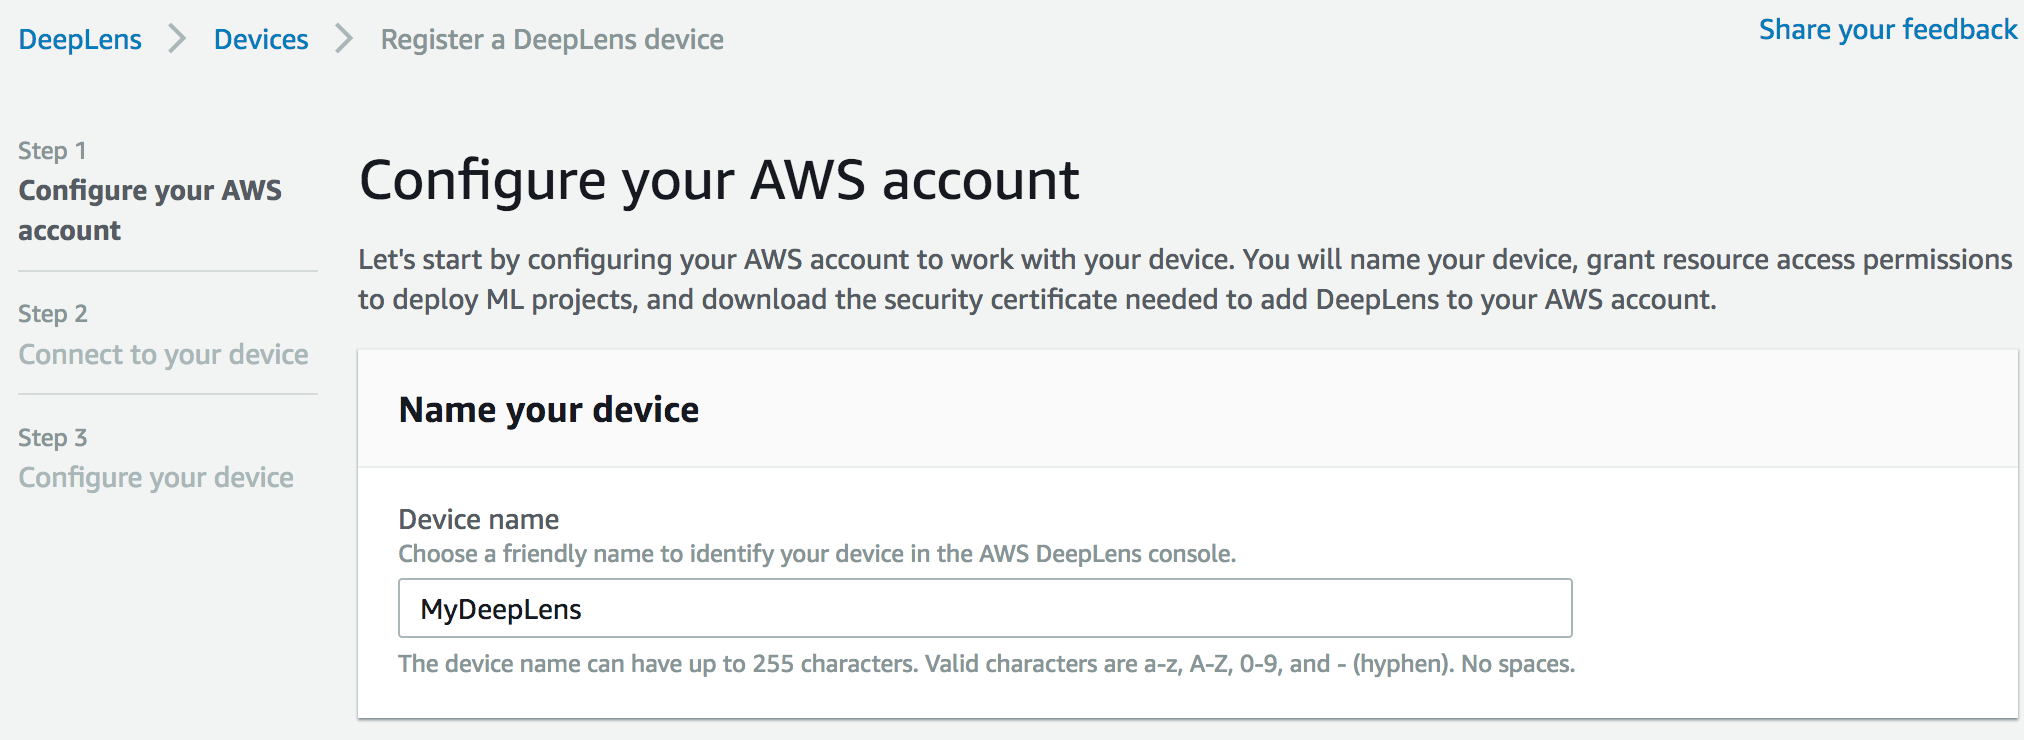 DeepLens > Devices > Register a DeepLens device
Share your feedback
Step 1
Configure your AWS
account
Step 2
Connect to your device
Step 3
Configure your device
Configure your AWS account
Let's start by configuring your AWS account to work with your device. You will name your device, grant resource access permissions
to deploy ML projects, and download the security certificate needed to add DeepLens to your AWS account.
Name your device
Device name
Choose a friendly name to identify your device in the AWS DeepLens console.
MyDeepLens
The device name can have up to 255 characters. Valid characters are a-z, A-Z, 0-9, and - (hyphen). No spaces.